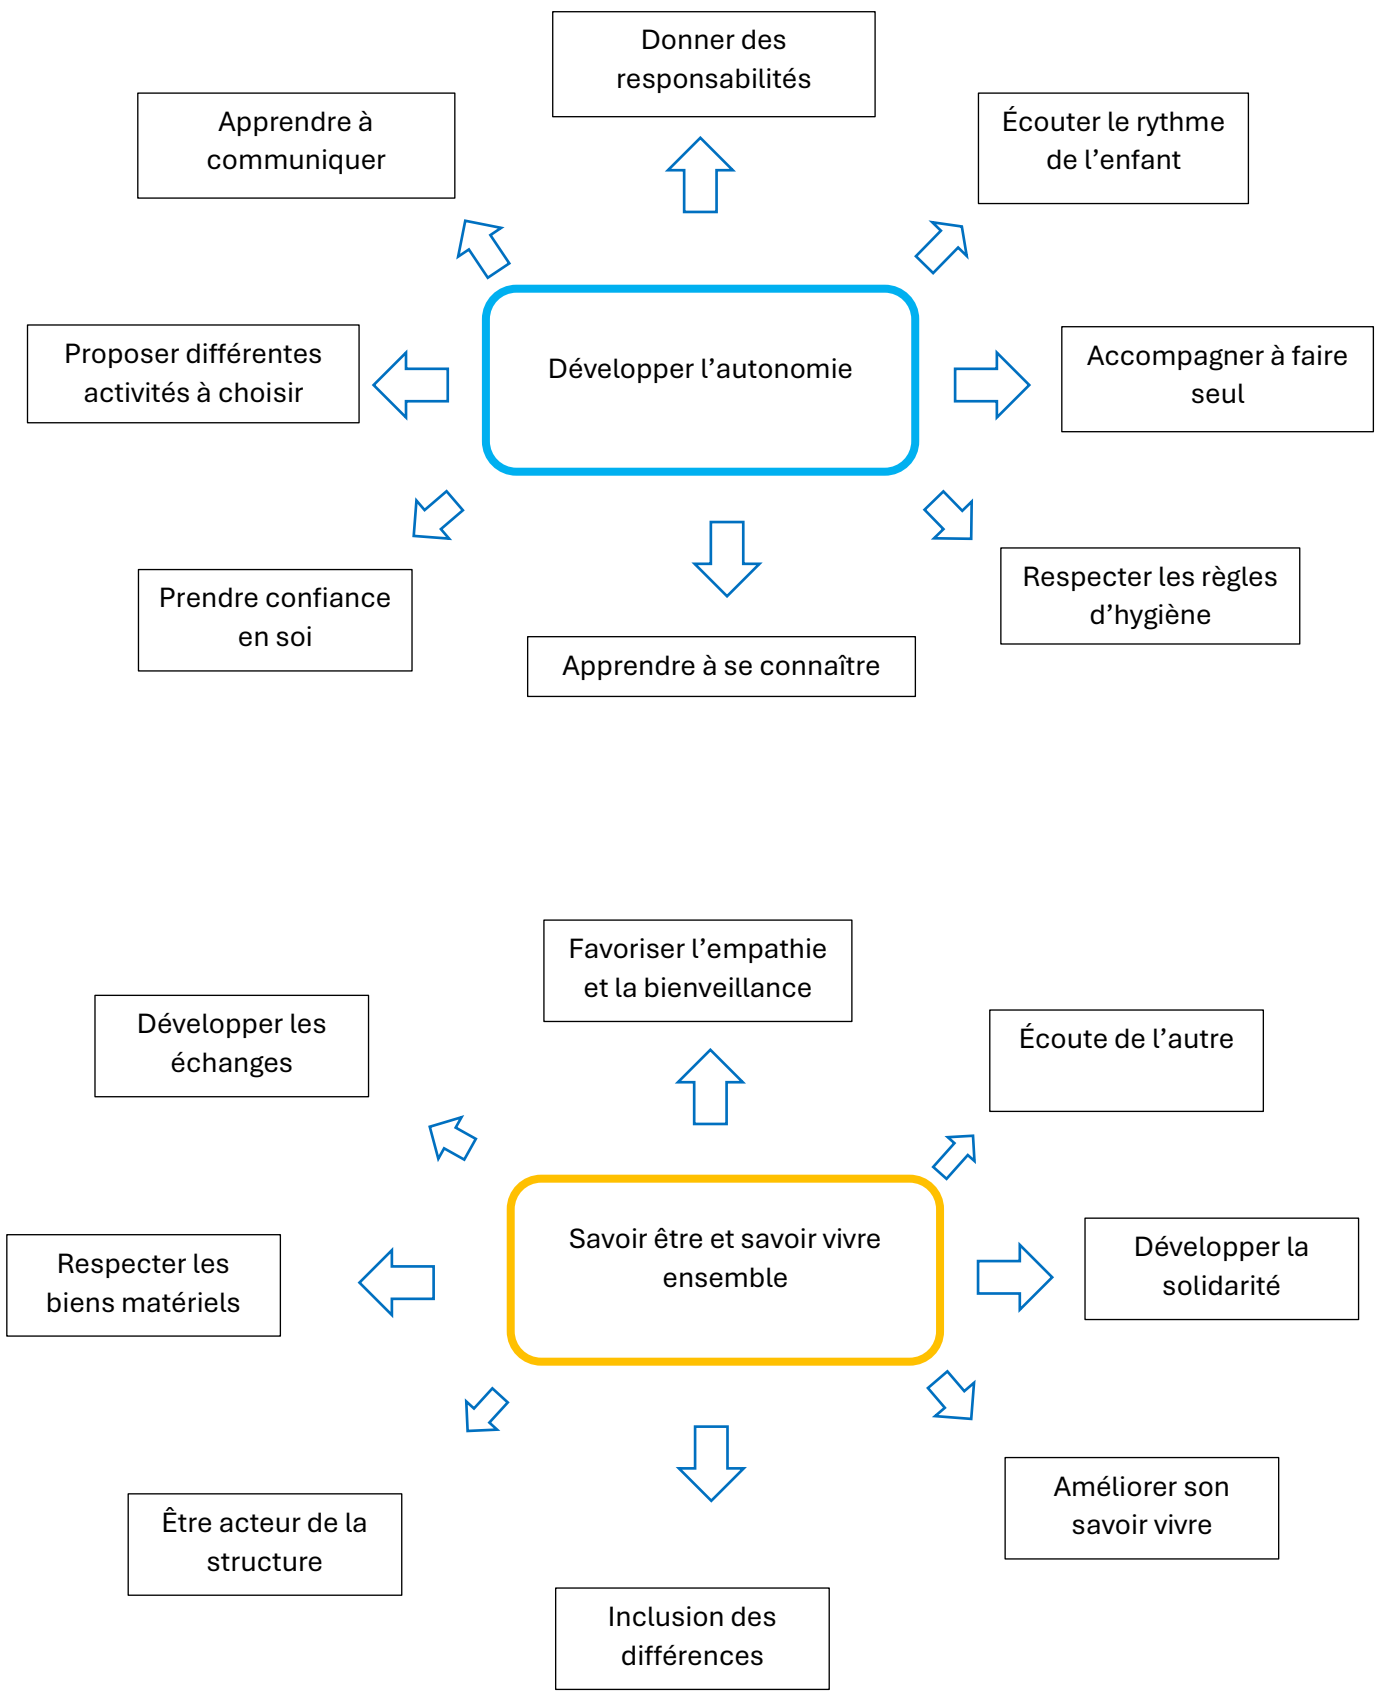 Donner des
responsabilités
Apprendre à
communiquer
Écouter le rythme
de l’enfant
Proposer différentes
activités à choisir
Développer l’autonomie
Accompagner à faire
seul
Prendre confiance
en soi
Respecter les règles
d’hygiène
Apprendre à se connaître
Favoriser l’empathie
et la bienveillance
Développer les
échanges
Écoute de l’autre
Respecter les
biens matériels
Savoir être et savoir vivre
ensemble
Développer la
solidarité
Être acteur de la
structure
Améliorer son
savoir vivre
Inclusion des
différences